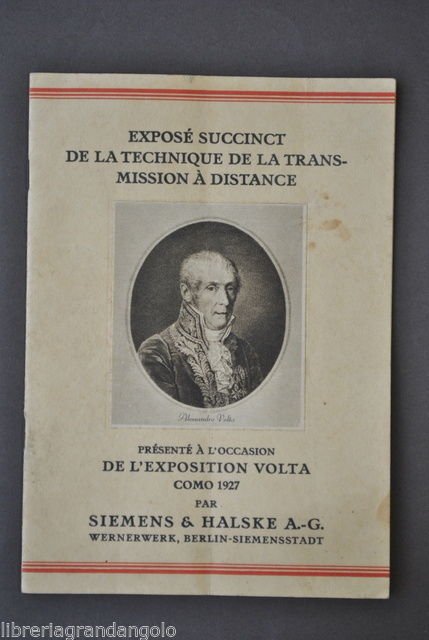 EXPOSÉ SUCCINCT
DE LA TECHNIQUE DE LA TRANS-
MISSION À DISTANCE
Alessandro Volta
PRÉSENTÉ À L'OCCASION
DE L'EXPOSITION VOLTA
COMO 1927
PAR
SIEMENS & HALSKE A.-G.
WERNERWERK, BERLIN-SIEMENSSTADT
libreriagrandangolo